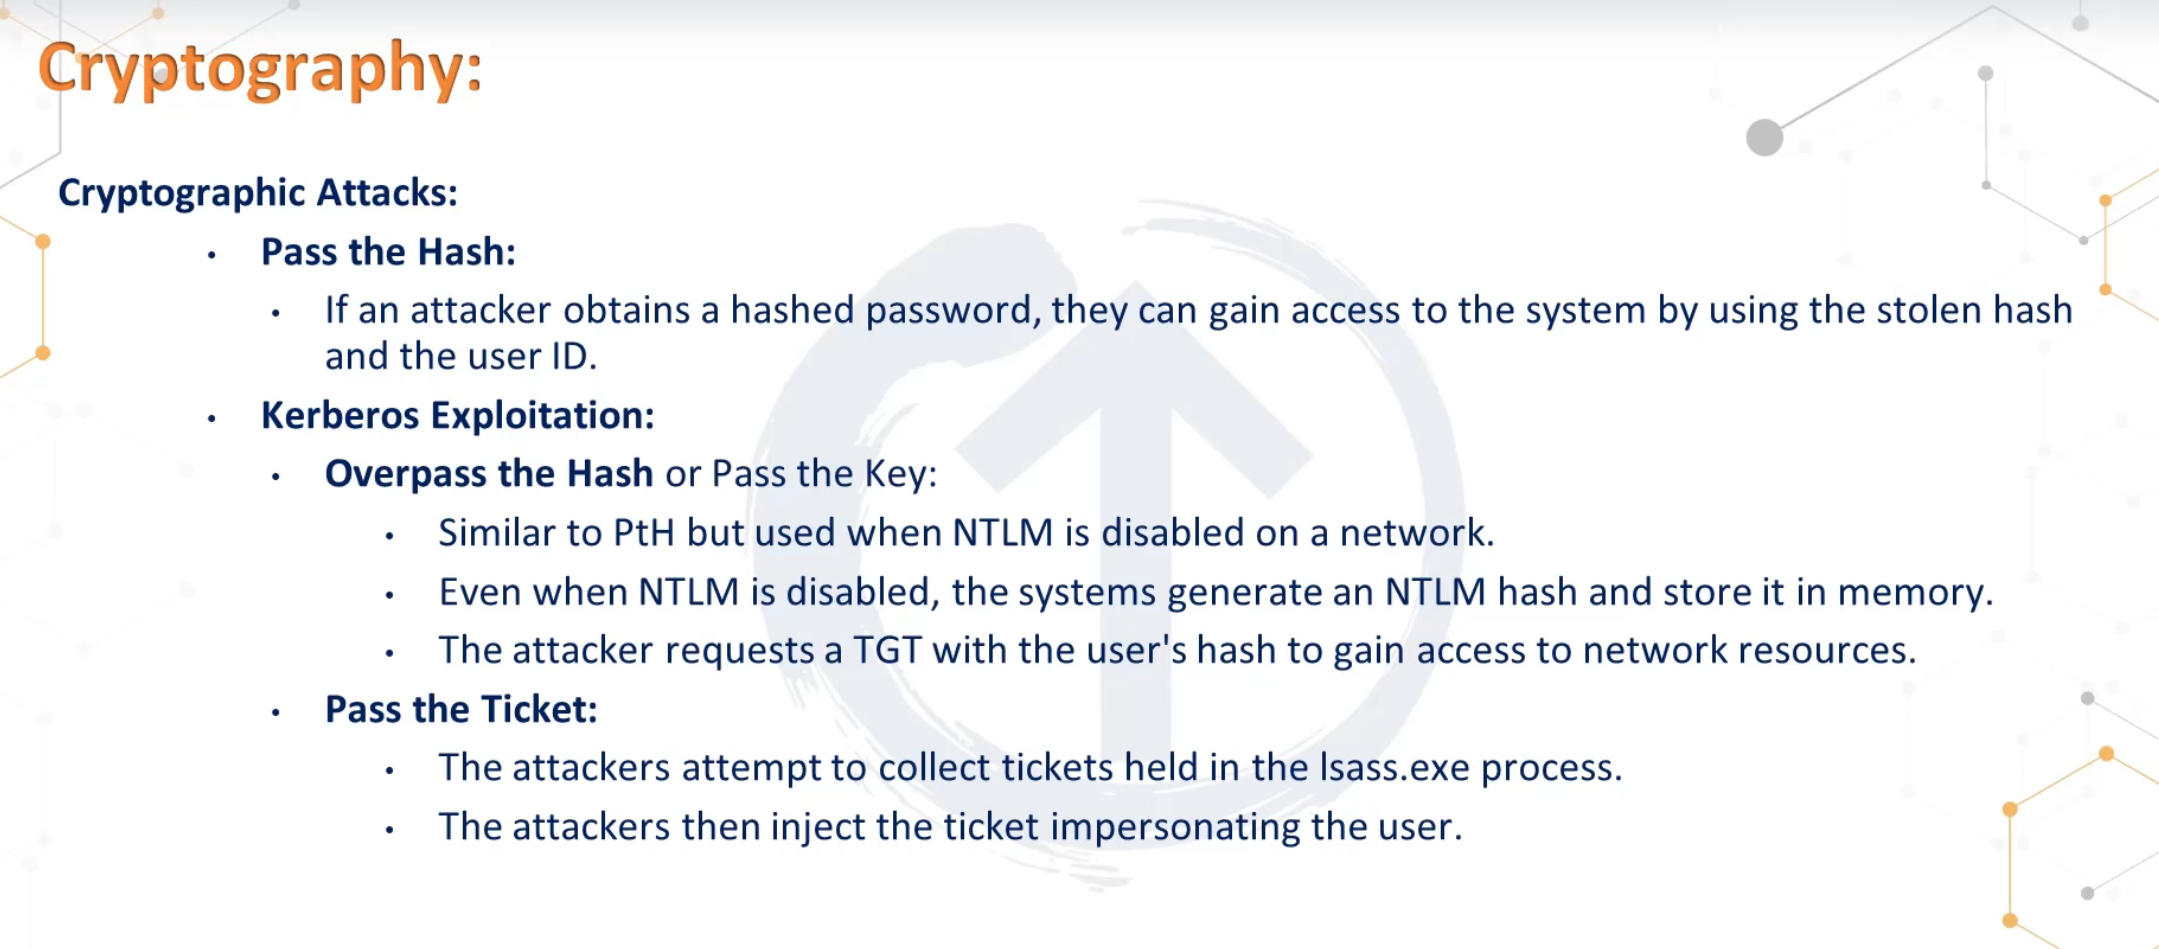 Cryptography:
Cryptographic Attacks:
• Pass the Hash:
• If an attacker obtains a hashed password, they can gain access to the system by using the stolen hash
and the user ID.
• Kerberos Exploitation:
• Overpass the Hash or Pass the Key:
• Similar to PtH but used when NTLM is disabled on a network.
• Even when NTLM is disabled, the systems generate an NTLM hash and store it in memory.
• The attacker requests a TGT with the user's hash to gain access to network resources.
• Pass the Ticket:
• The attackers attempt to collect tickets held in the lsass.exe process.
• The attackers then inject the ticket impersonating the user.